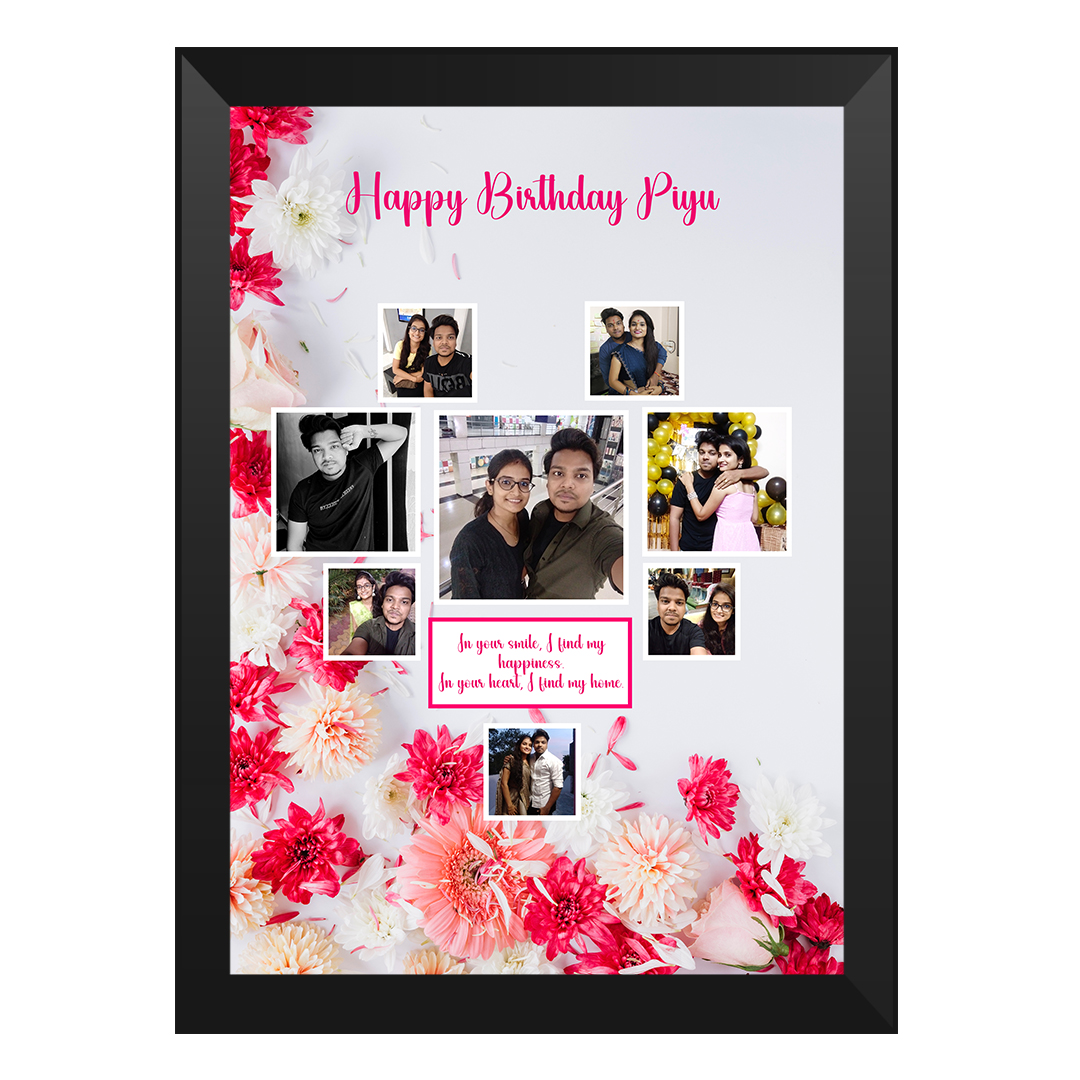 Happy Birthday Piyu
In your smile, I find my
happiness.
In your heart, I find my home.